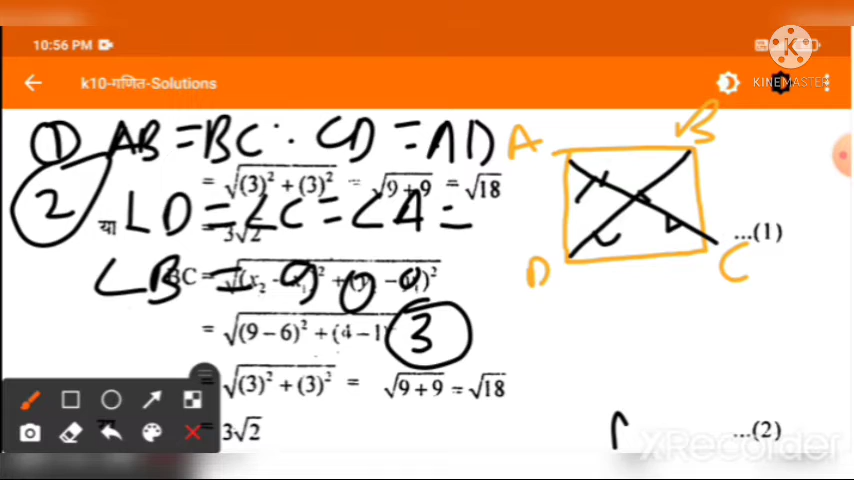 10:56 PM
KINEMASTER
k10-गणित-Solutions
① AB = BC : CD = AD
A B
= √(3)² + (3)² = √9 + 9 = √18
② या ∠D = ∠C = ∠A =
= 3√2
...(1)
D C
∠B = 90°
BC = √(x₂ - x₁)² + (y₂ - y₁)²
= √(9 – 6)² + (4 – 1)
③
= √(3)² + (3)² = √9 + 9 = √18
= 3√2
...(2)
XRecorder